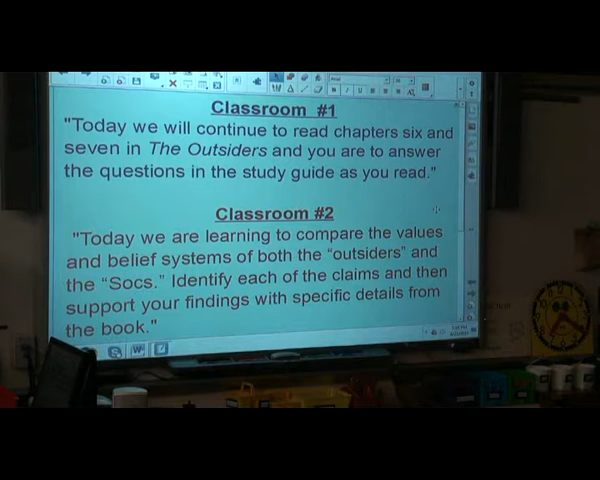 Classroom #1
"Today we will continue to read chapters six and
seven in The Outsiders and you are to answer
the questions in the study guide as you read."
Classroom #2
"Today we are learning to compare the values
and belief systems of both the “outsiders” and
the “Socs.” Identify each of the claims and then
support your findings with specific details from
the book."